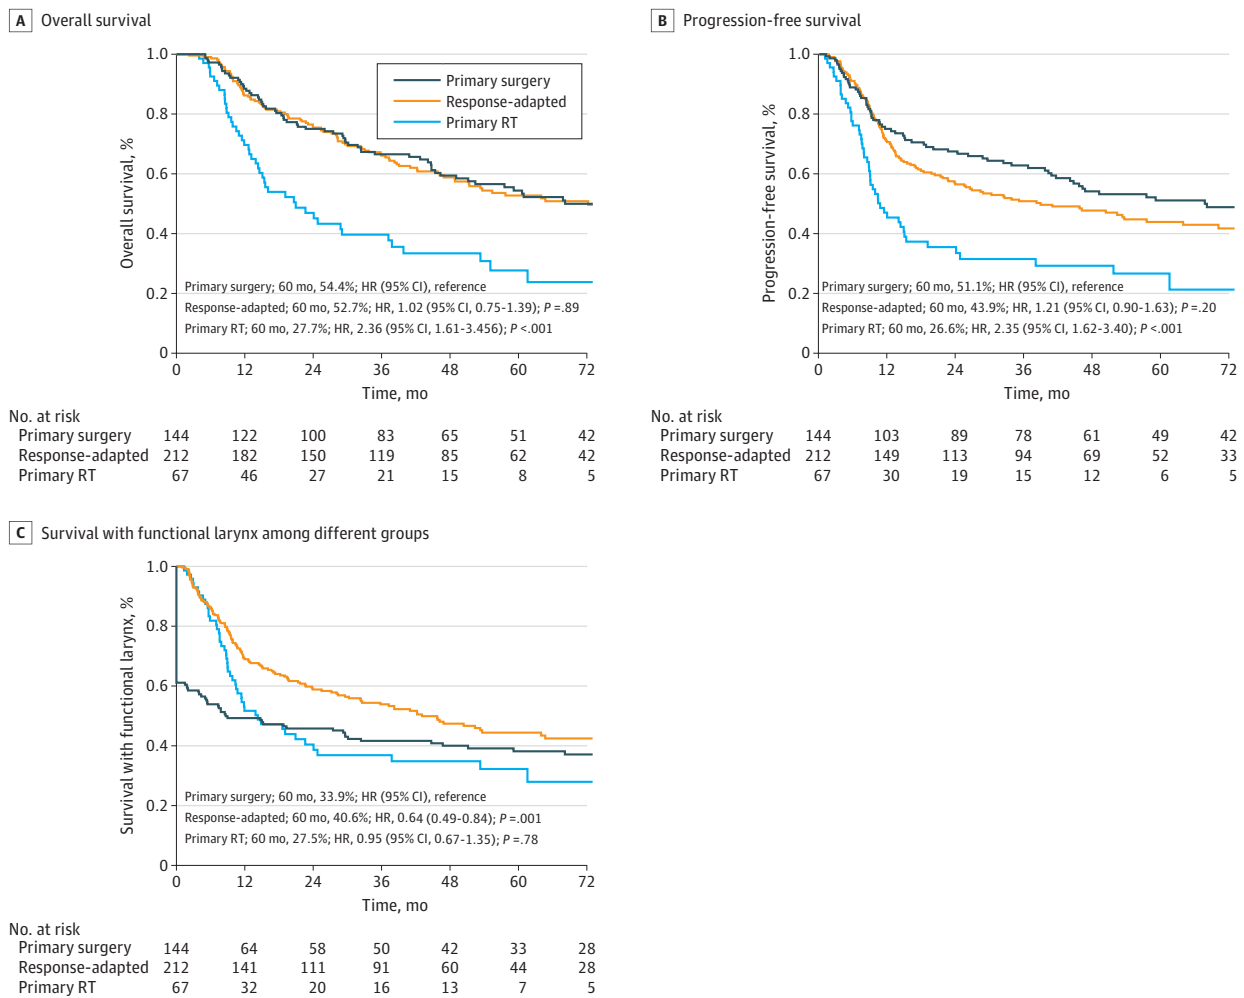 A Overall survival
1.0
0.8
0.6
0.4
0.2
0
Overall survival, %
Primary surgery
Response-adapted
Primary RT
Primary surgery; 60 mo, 54.4%; HR (95% CI), reference
Response-adapted; 60 mo, 52.7%; HR, 1.02 (95% CI, 0.75-1.39); P =.89
Primary RT; 60 mo, 27.7%; HR, 2.36 (95% CI, 1.61-3.456); P <.001
0 12 24 36 48 60 72
Time, mo
No. at risk
Primary surgery 144 122 100 83 65 51 42
Response-adapted 212 182 150 119 85 62 42
Primary RT 67 46 27 21 15 8 5
B Progression-free survival
1.0
0.8
0.6
0.4
0.2
0
Progression-free survival, %
Primary surgery; 60 mo, 51.1%; HR (95% CI), reference
Response-adapted; 60 mo, 43.9%; HR, 1.21 (95% CI, 0.90-1.63); P =.20
Primary RT; 60 mo, 26.6%; HR, 2.35 (95% CI, 1.62-3.40); P <.001
0 12 24 36 48 60 72
Time, mo
No. at risk
Primary surgery 144 103 89 78 61 49 42
Response-adapted 212 149 113 94 69 52 33
Primary RT 67 30 19 15 12 6 5
C Survival with functional larynx among different groups
1.0
0.8
0.6
0.4
0.2
0
Survival with functional larynx, %
Primary surgery; 60 mo, 33.9%; HR (95% CI), reference
Response-adapted; 60 mo, 40.6%; HR, 0.64 (0.49-0.84); P =.001
Primary RT; 60 mo, 27.5%; HR, 0.95 (95% CI, 0.67-1.35); P =.78
0 12 24 36 48 60 72
Time, mo
No. at risk
Primary surgery 144 64 58 50 42 33 28
Response-adapted 212 141 111 91 60 44 28
Primary RT 67 32 20 16 13 7 5